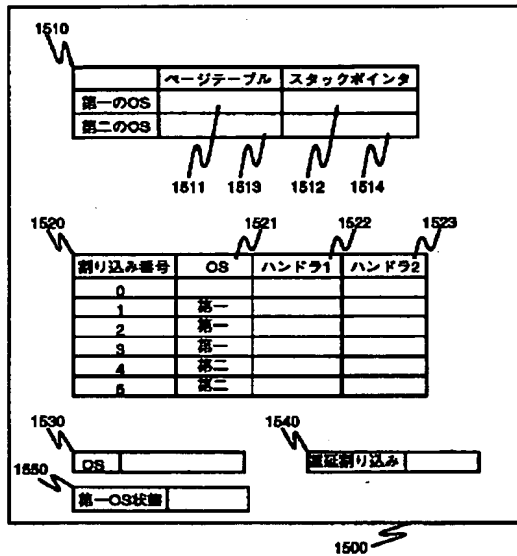 1510
ページテーブル スタックポインタ
第一のOS
第二のOS
1511 1513 1512 1514
1520 1521 1522 1523
割り込み番号 OS ハンドラ1 ハンドラ2
0
1 第一
2 第一
3 第一
4 第二
5 第二
1530 1540
OS 遅延割り込み
1550
第一OS状態
1500